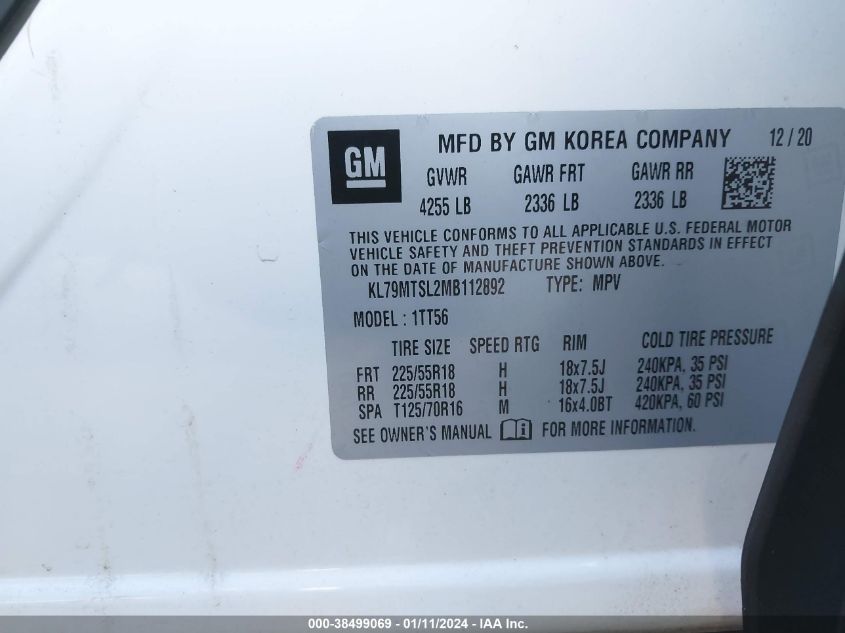 GM
MFD BY GM KOREA COMPANY 12 / 20
GVWR GAWR FRT GAWR RR
4255 LB 2336 LB 2336 LB
THIS VEHICLE CONFORMS TO ALL APPLICABLE U.S. FEDERAL MOTOR
VEHICLE SAFETY AND THEFT PREVENTION STANDARDS IN EFFECT
ON THE DATE OF MANUFACTURE SHOWN ABOVE.
KL79MTSL2MB112892 TYPE: MPV
MODEL : 1TT56
TIRE SIZE SPEED RTG RIM COLD TIRE PRESSURE
FRT 225/55R18 H 18x7.5J 240KPA, 35 PSI
RR 225/55R18 H 18x7.5J 240KPA, 35 PSI
SPA T125/70R16 M 16x4.0BT 420KPA, 60 PSI
SEE OWNER'S MANUAL i FOR MORE INFORMATION.
000-38499069 - 01/11/2024 - IAA Inc.